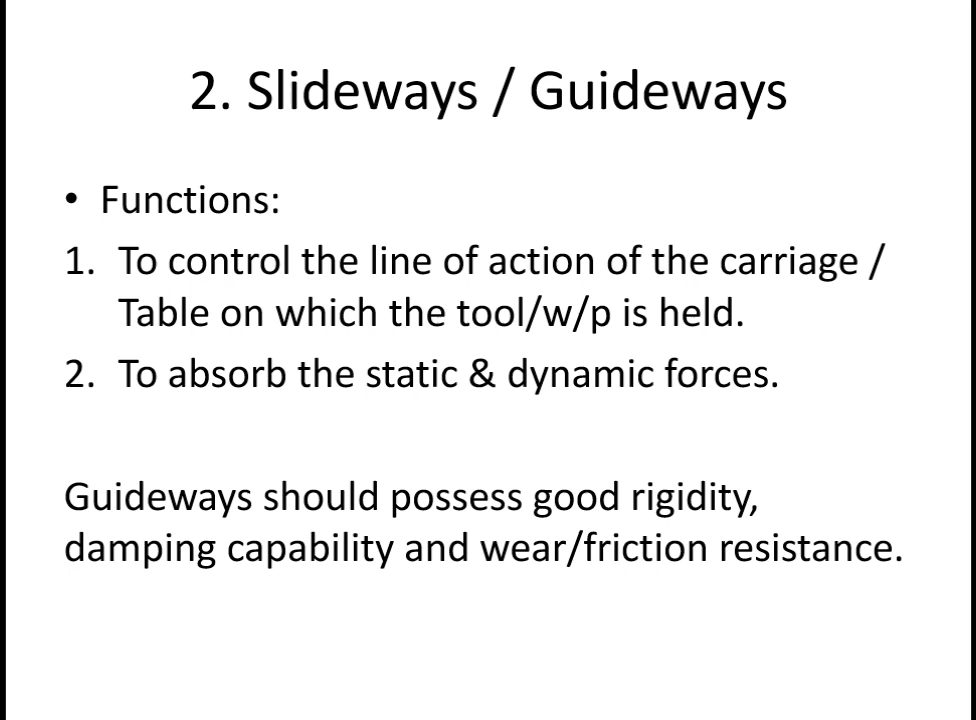 2. Slideways / Guideways
• Functions:
1. To control the line of action of the carriage /
Table on which the tool/w/p is held.
2. To absorb the static & dynamic forces.
Guideways should possess good rigidity,
damping capability and wear/friction resistance.